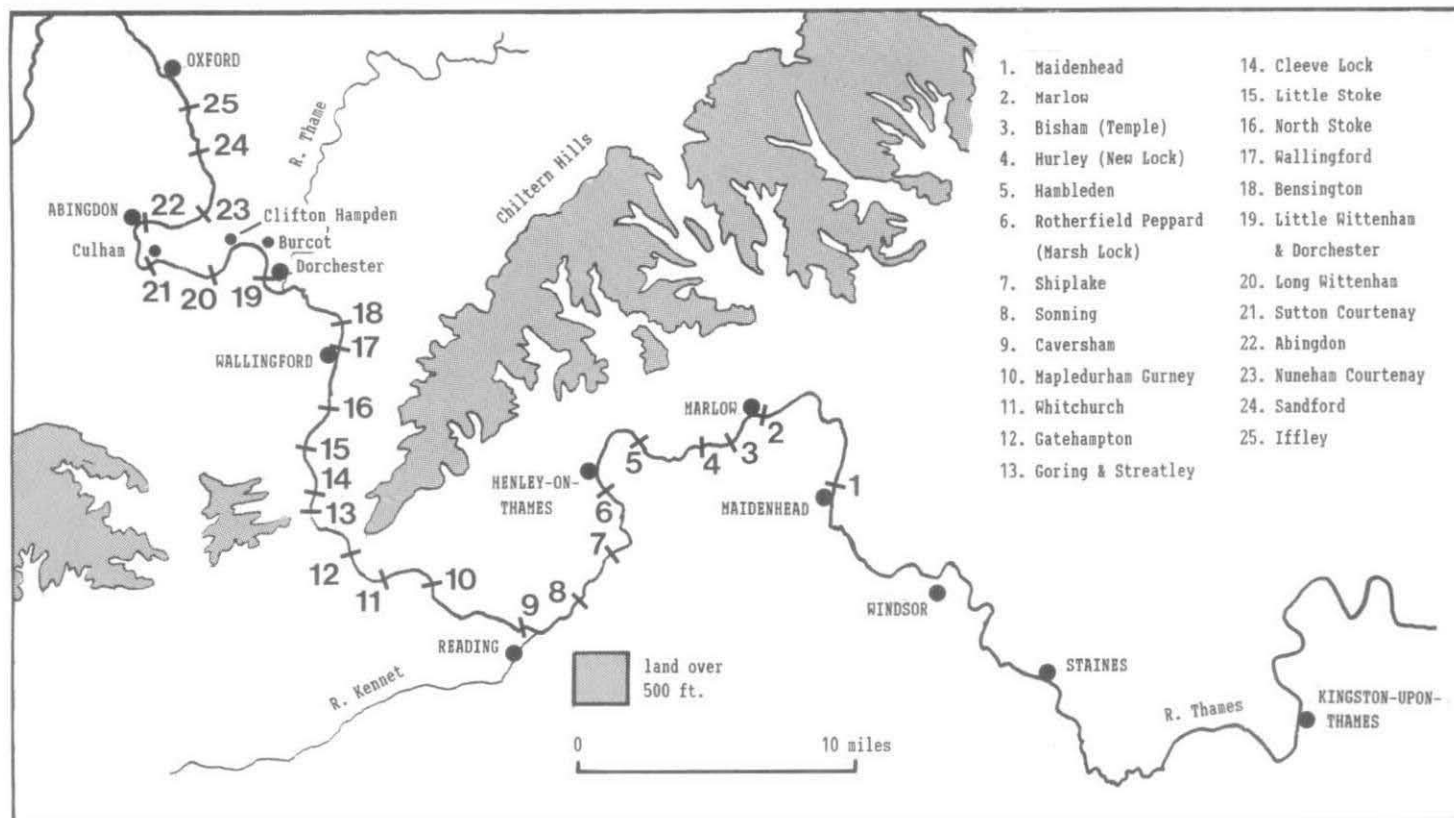 OXFORD
25
24
R. Thame
ABINGDON
22
23
Clifton Hampden
Culham
Burcot
Dorchester
21
20
19
18
WALLINGFORD
17
16
15
14
13
12
11
10
9
8
7
6
5
4
3
2
1
Chiltern Hills
MARLOW
HENLEY-ON-
THAMES
MAIDENHEAD
READING
R. Kennet
WINDSOR
STAINES
R. Thames
KINGSTON-UPON-
THAMES
land over
500 ft.
0 10 miles
1. Maidenhead
2. Marlow
3. Bisham (Temple)
4. Hurley (New Lock)
5. Hambleden
6. Rotherfield Peppard
(Marsh Lock)
7. Shiplake
8. Sonning
9. Caversham
10. Mapledurham Gurney
11. Whitchurch
12. Gatehampton
13. Goring & Streatley
14. Cleeve Lock
15. Little Stoke
16. North Stoke
17. Wallingford
18. Bensington
19. Little Wittenham
& Dorchester
20. Long Wittenham
21. Sutton Courtenay
22. Abingdon
23. Nuneham Courtenay
24. Sandford
25. Iffley